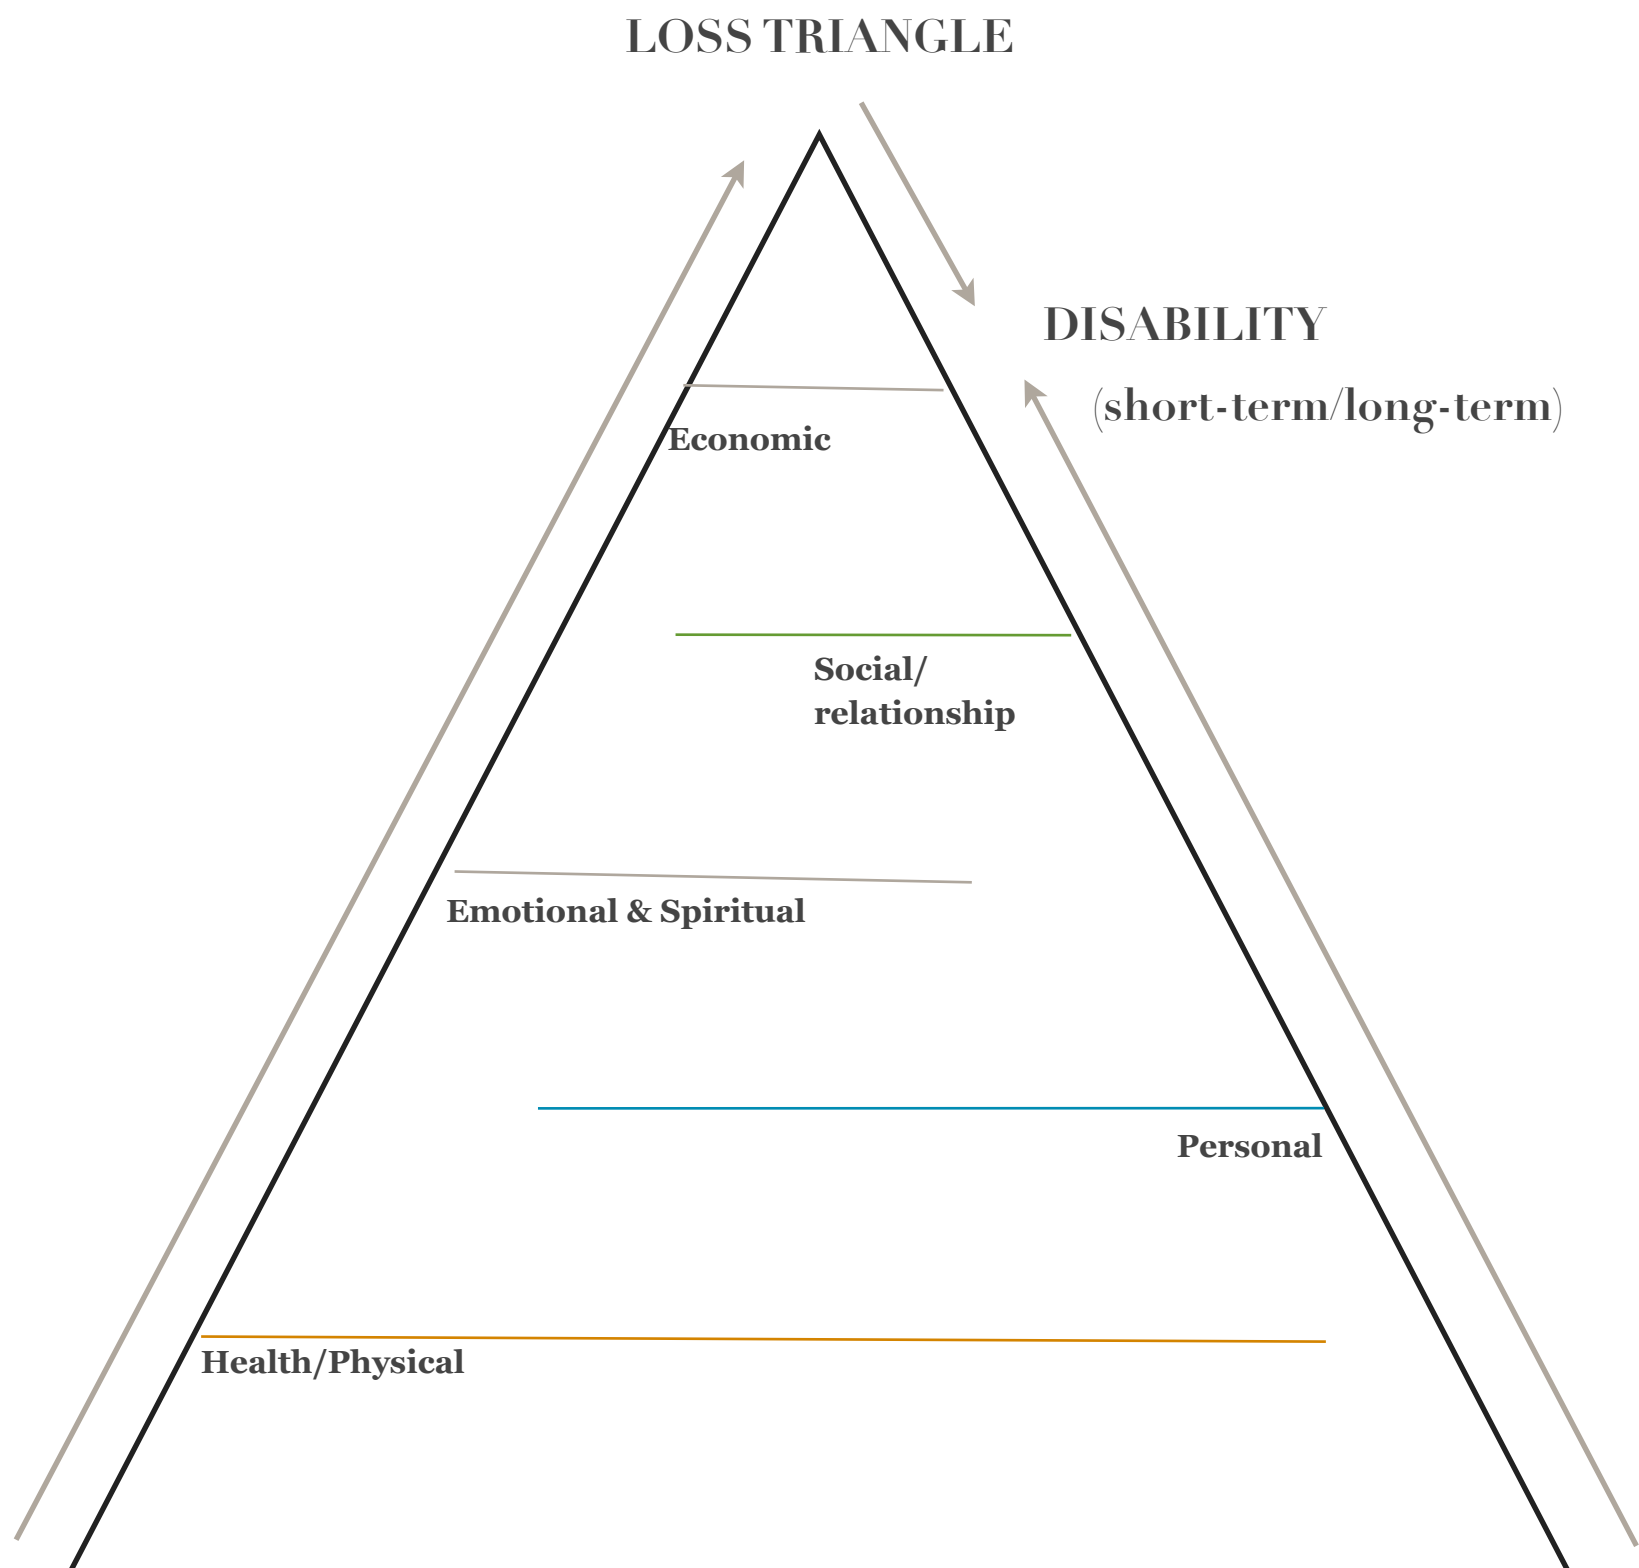 LOSS TRIANGLE
DISABILITY
(short-term/long-term)
Economic
Social/
relationship
Emotional & Spiritual
Personal
Health/Physical